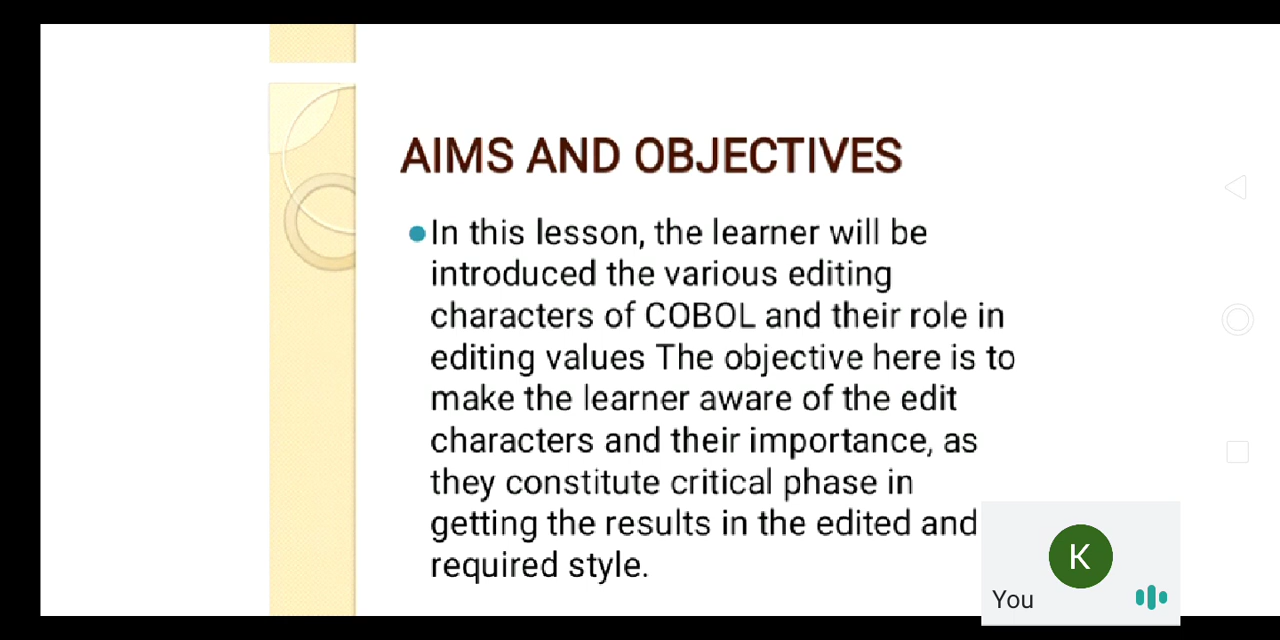 AIMS AND OBJECTIVES
In this lesson, the learner will be
introduced the various editing
characters of COBOL and their role in
editing values The objective here is to
make the learner aware of the edit
characters and their importance, as
they constitute critical phase in
getting the results in the edited and
required style.
K
You